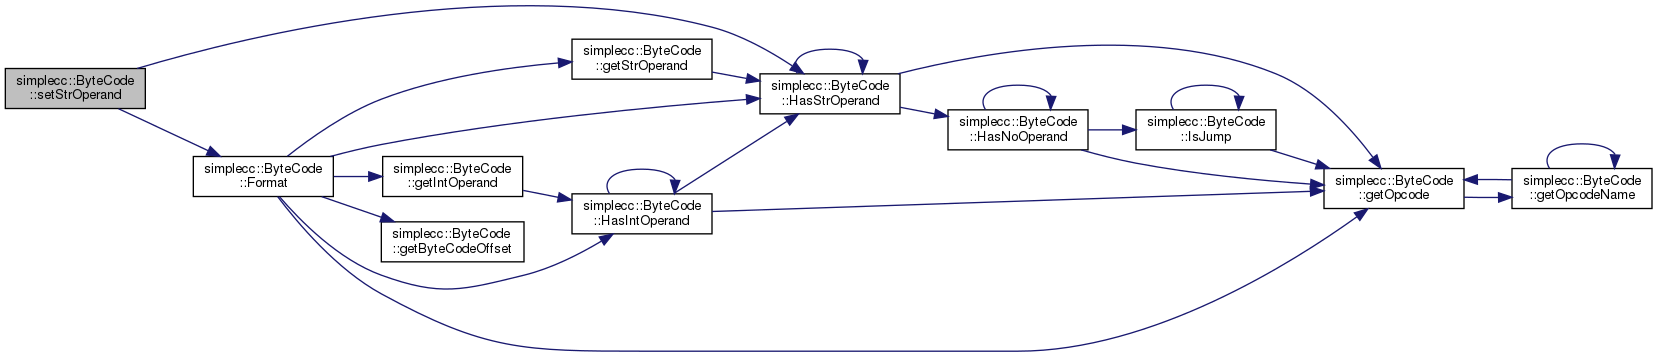 simplecc::ByteCode
::setStrOperand
simplecc::ByteCode
::Format
simplecc::ByteCode
::getStrOperand
simplecc::ByteCode
::getIntOperand
simplecc::ByteCode
::getByteCodeOffset
simplecc::ByteCode
::HasIntOperand
simplecc::ByteCode
::HasStrOperand
simplecc::ByteCode
::HasNoOperand
simplecc::ByteCode
::IsJump
simplecc::ByteCode
::getOpcode
simplecc::ByteCode
::getOpcodeName